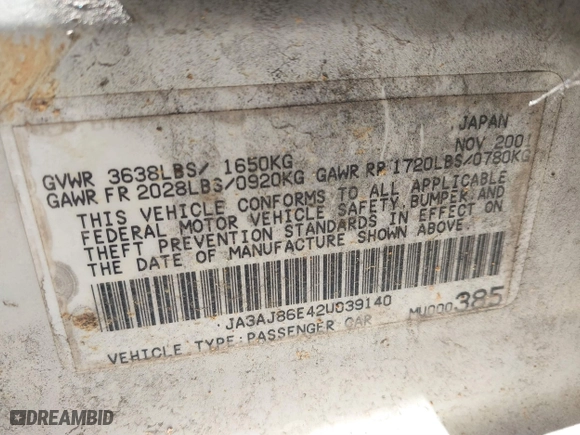 JAPAN
NOV 2001
GVWR 3638LBS/ 1650KG
GAWR FR 2028LBS/0920KG GAWR RR 1720LBS/0780KG
THIS VEHICLE CONFORMS TO ALL APPLICABLE
FEDERAL MOTOR VEHICLE SAFETY, BUMPER, AND
THEFT PREVENTION STANDARDS IN EFFECT ON
THE DATE OF MANUFACTURE SHOWN ABOVE.
JA3AJ86E42U039140
MU000385
VEHICLE TYPE:PASSENGER CAR
DREAMBID